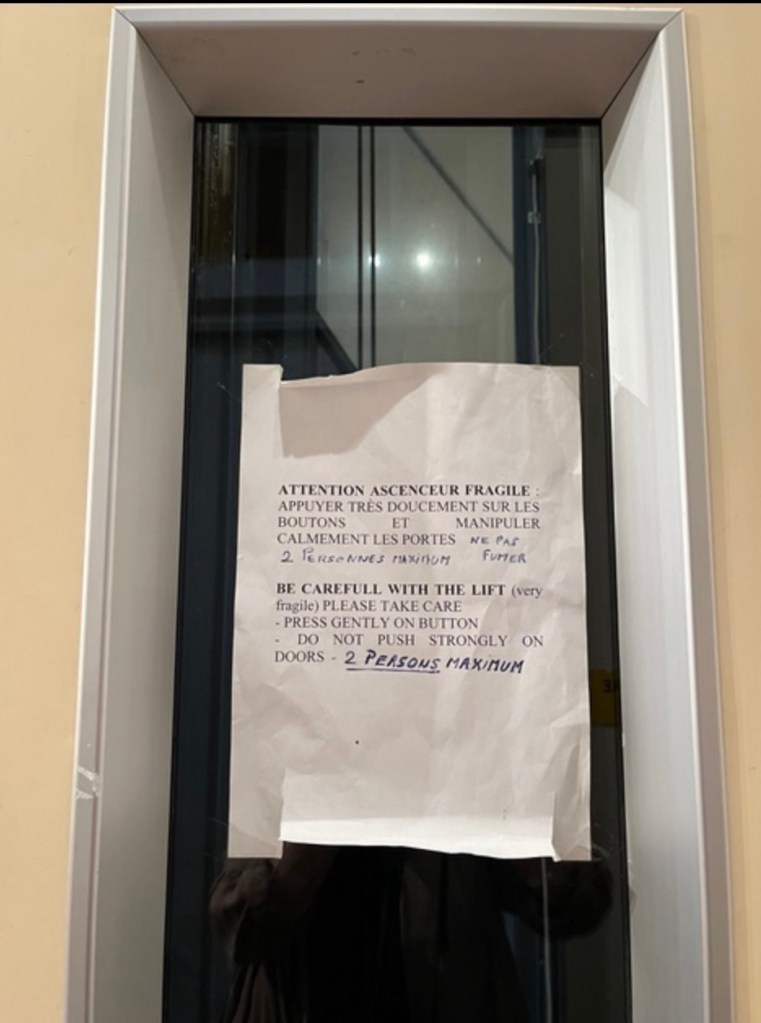 ATTENTION ASCENCEUR FRAGILE :
APPUYER TRÈS DOUCEMENT SUR LES
BOUTONS ET MANIPULER
CALMEMENT LES PORTES NE PAS
2 PERSONNES MAXIMUM FUMER
BE CAREFULL WITH THE LIFT (very
fragile) PLEASE TAKE CARE
- PRESS GENTLY ON BUTTON
- DO NOT PUSH STRONGLY ON
DOORS - 2 PERSONS MAXIMUM